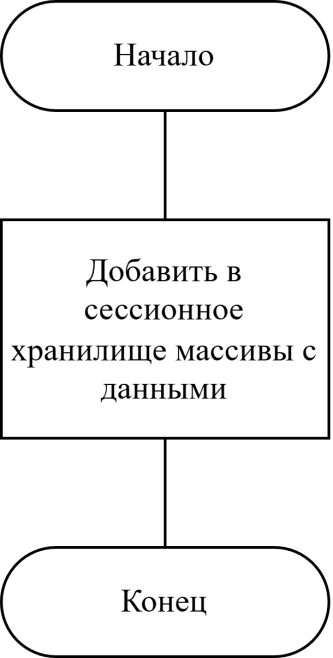 Начало
Добавить в
сессионное
хранилище массивы с
данными
Конец